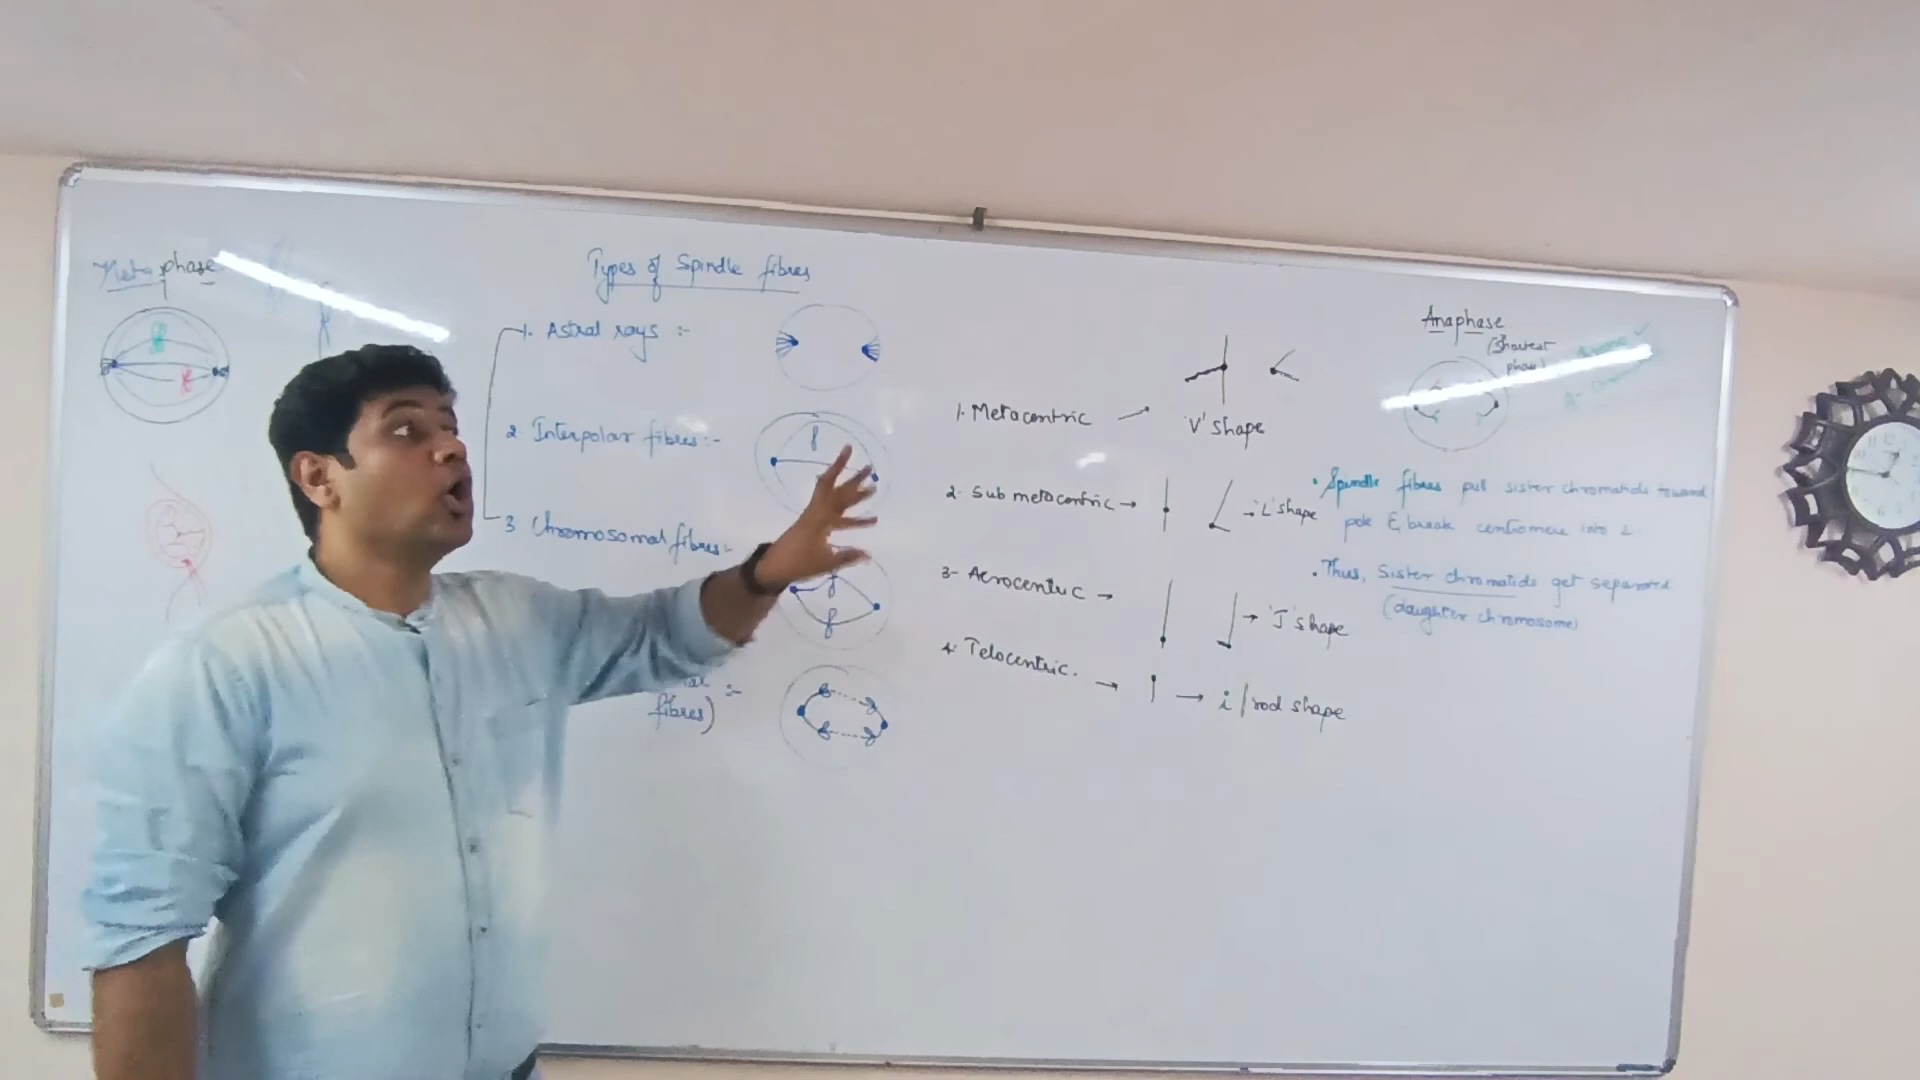 Metaphase
Types of Spindle fibres
1. Astral rays :-
2 Interpolar fibres:-
3 Chromosomal fibres:-
fibres) :-
1. Metacentric
'V' Shape
2. Sub metacentric → → 'L' shape
3- Acrocentric → → 'J' shape
4. Telocentric. → → i / rod shape
Anaphase
(Shortest
phase)
• Spindle fibres pull sister chromatids toward
pole & break centromere into 2
• Thus, Sister chromatids get separated
(daughter chromosome)